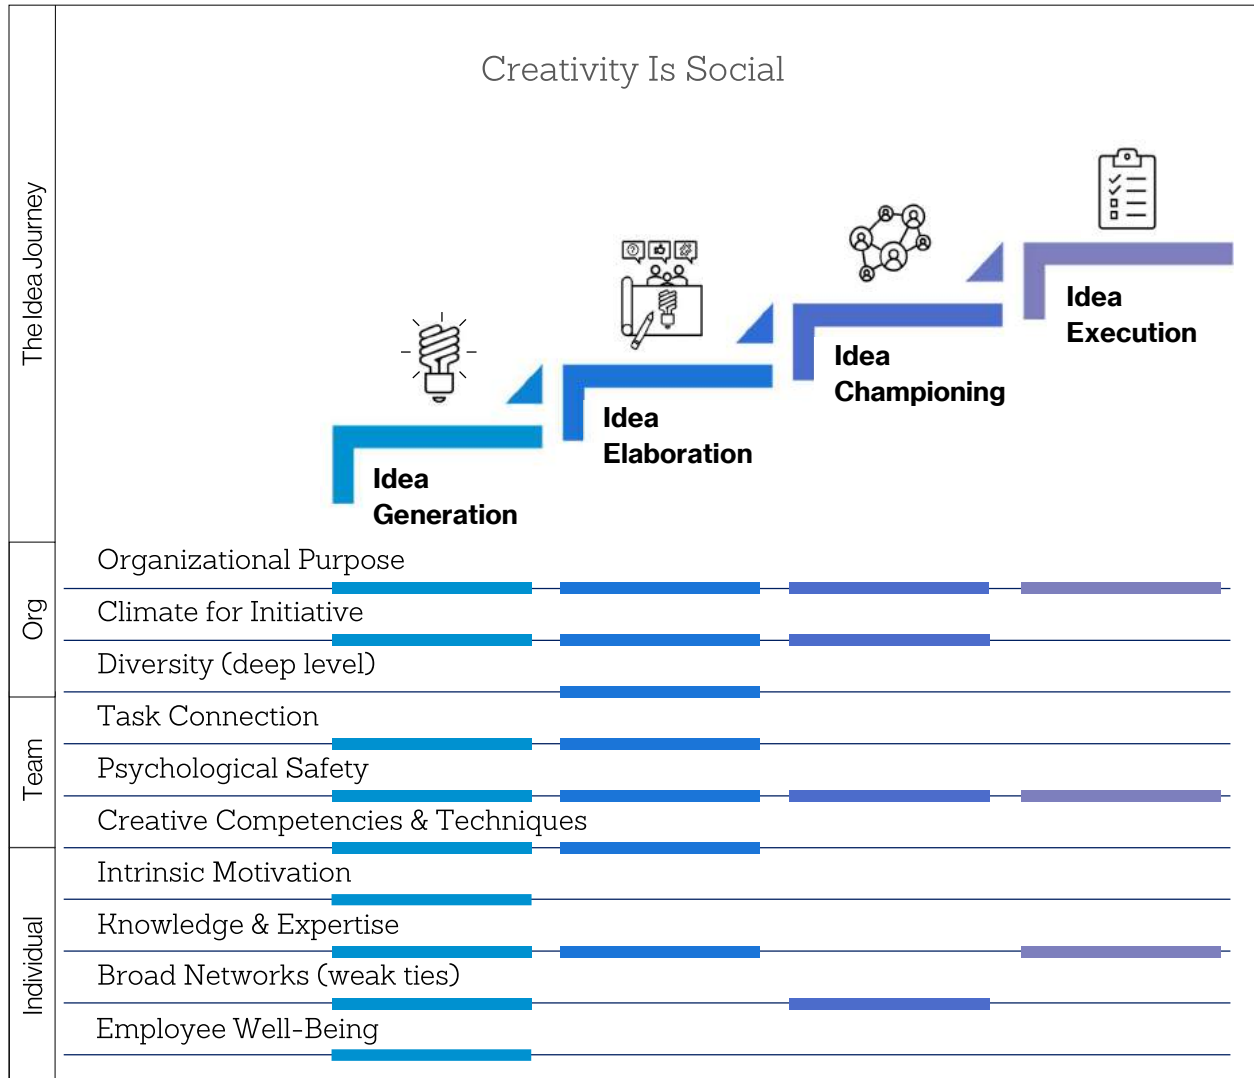 Creativity Is Social
The Idea Journey
Idea
Execution
Idea
Championing
Idea
Elaboration
Idea
Generation
Org
Organizational Purpose
Climate for Initiative
Diversity (deep level)
Team
Task Connection
Psychological Safety
Creative Competencies & Techniques
Individual
Intrinsic Motivation
Knowledge & Expertise
Broad Networks (weak ties)
Employee Well-Being